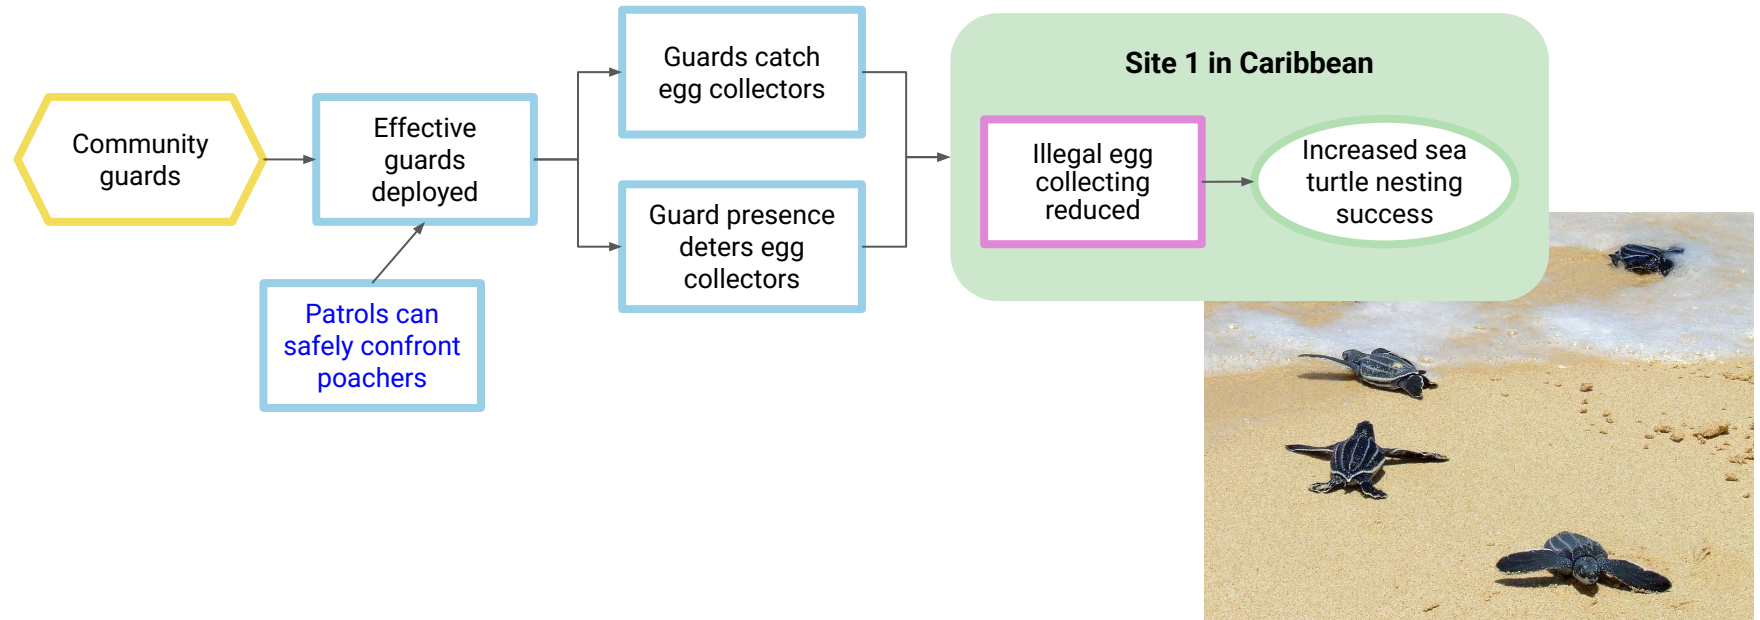 Community
guards
Effective
guards
deployed
Patrols can
safely confront
poachers
Guards catch
egg collectors
Guard presence
deters egg
collectors
Site 1 in Caribbean
Illegal egg
collecting
reduced
Increased sea
turtle nesting
success